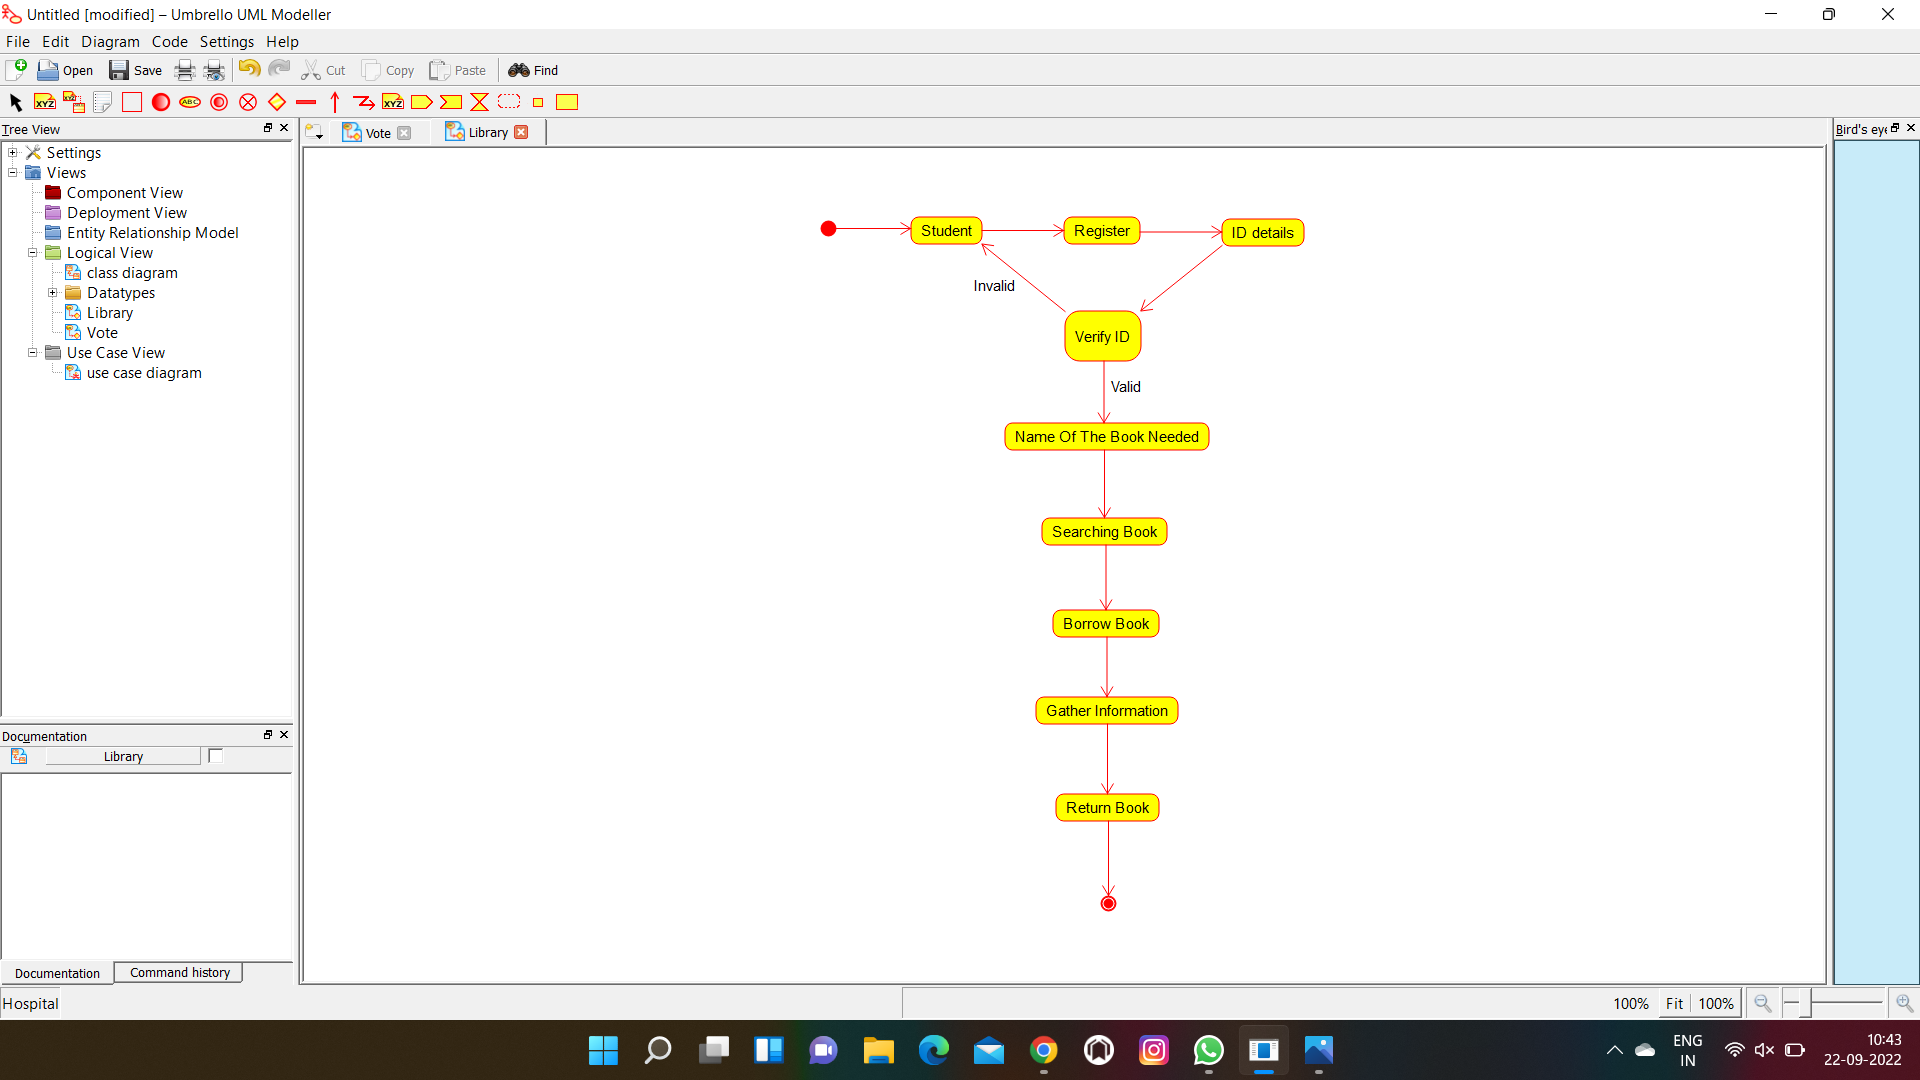 Untitled [modified] – Umbrello UML Modeller
File Edit Diagram Code Settings Help
Open Save Cut Copy Paste Find
XYZ XYZ ABC XYZ
Tree View
Vote Library
Bird's eye
Settings
Views
Component View
Deployment View
Entity Relationship Model
Logical View
class diagram
Datatypes
Library
Vote
Use Case View
use case diagram
Student Register ID details
Invalid
Verify ID
Valid
Name Of The Book Needed
Searching Book
Borrow Book
Gather Information
Return Book
Documentation
Library
Documentation Command history
Hospital 100% Fit 100%
ENG
IN
10:43
22-09-2022